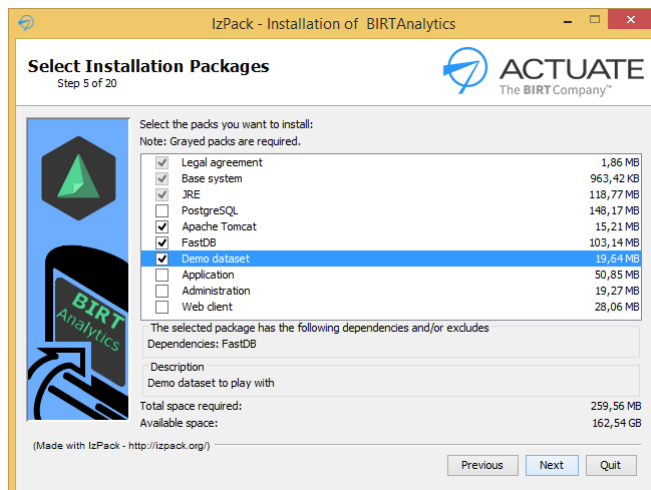 IzPack - Installation of BIRTAnalytics
Select Installation Packages
Step 5 of 20
ACTUATE
The BIRT Company™
Select the packs you want to install:
Note: Grayed packs are required.
Legal agreement 1,86 MB
Base system 963,42 KB
JRE 118,77 MB
PostgreSQL 148,17 MB
Apache Tomcat 15,21 MB
FastDB 103,14 MB
Demo dataset 19,64 MB
Application 50,85 MB
Administration 19,27 MB
Web client 28,06 MB
BIRT
Analytics
The selected package has the following dependencies and/or excludes
Dependencies: FastDB
Description
Demo dataset to play with
Total space required: 259,56 MB
Available space: 162,54 GB
(Made with IzPack - http://izpack.org/)
Previous Next Quit